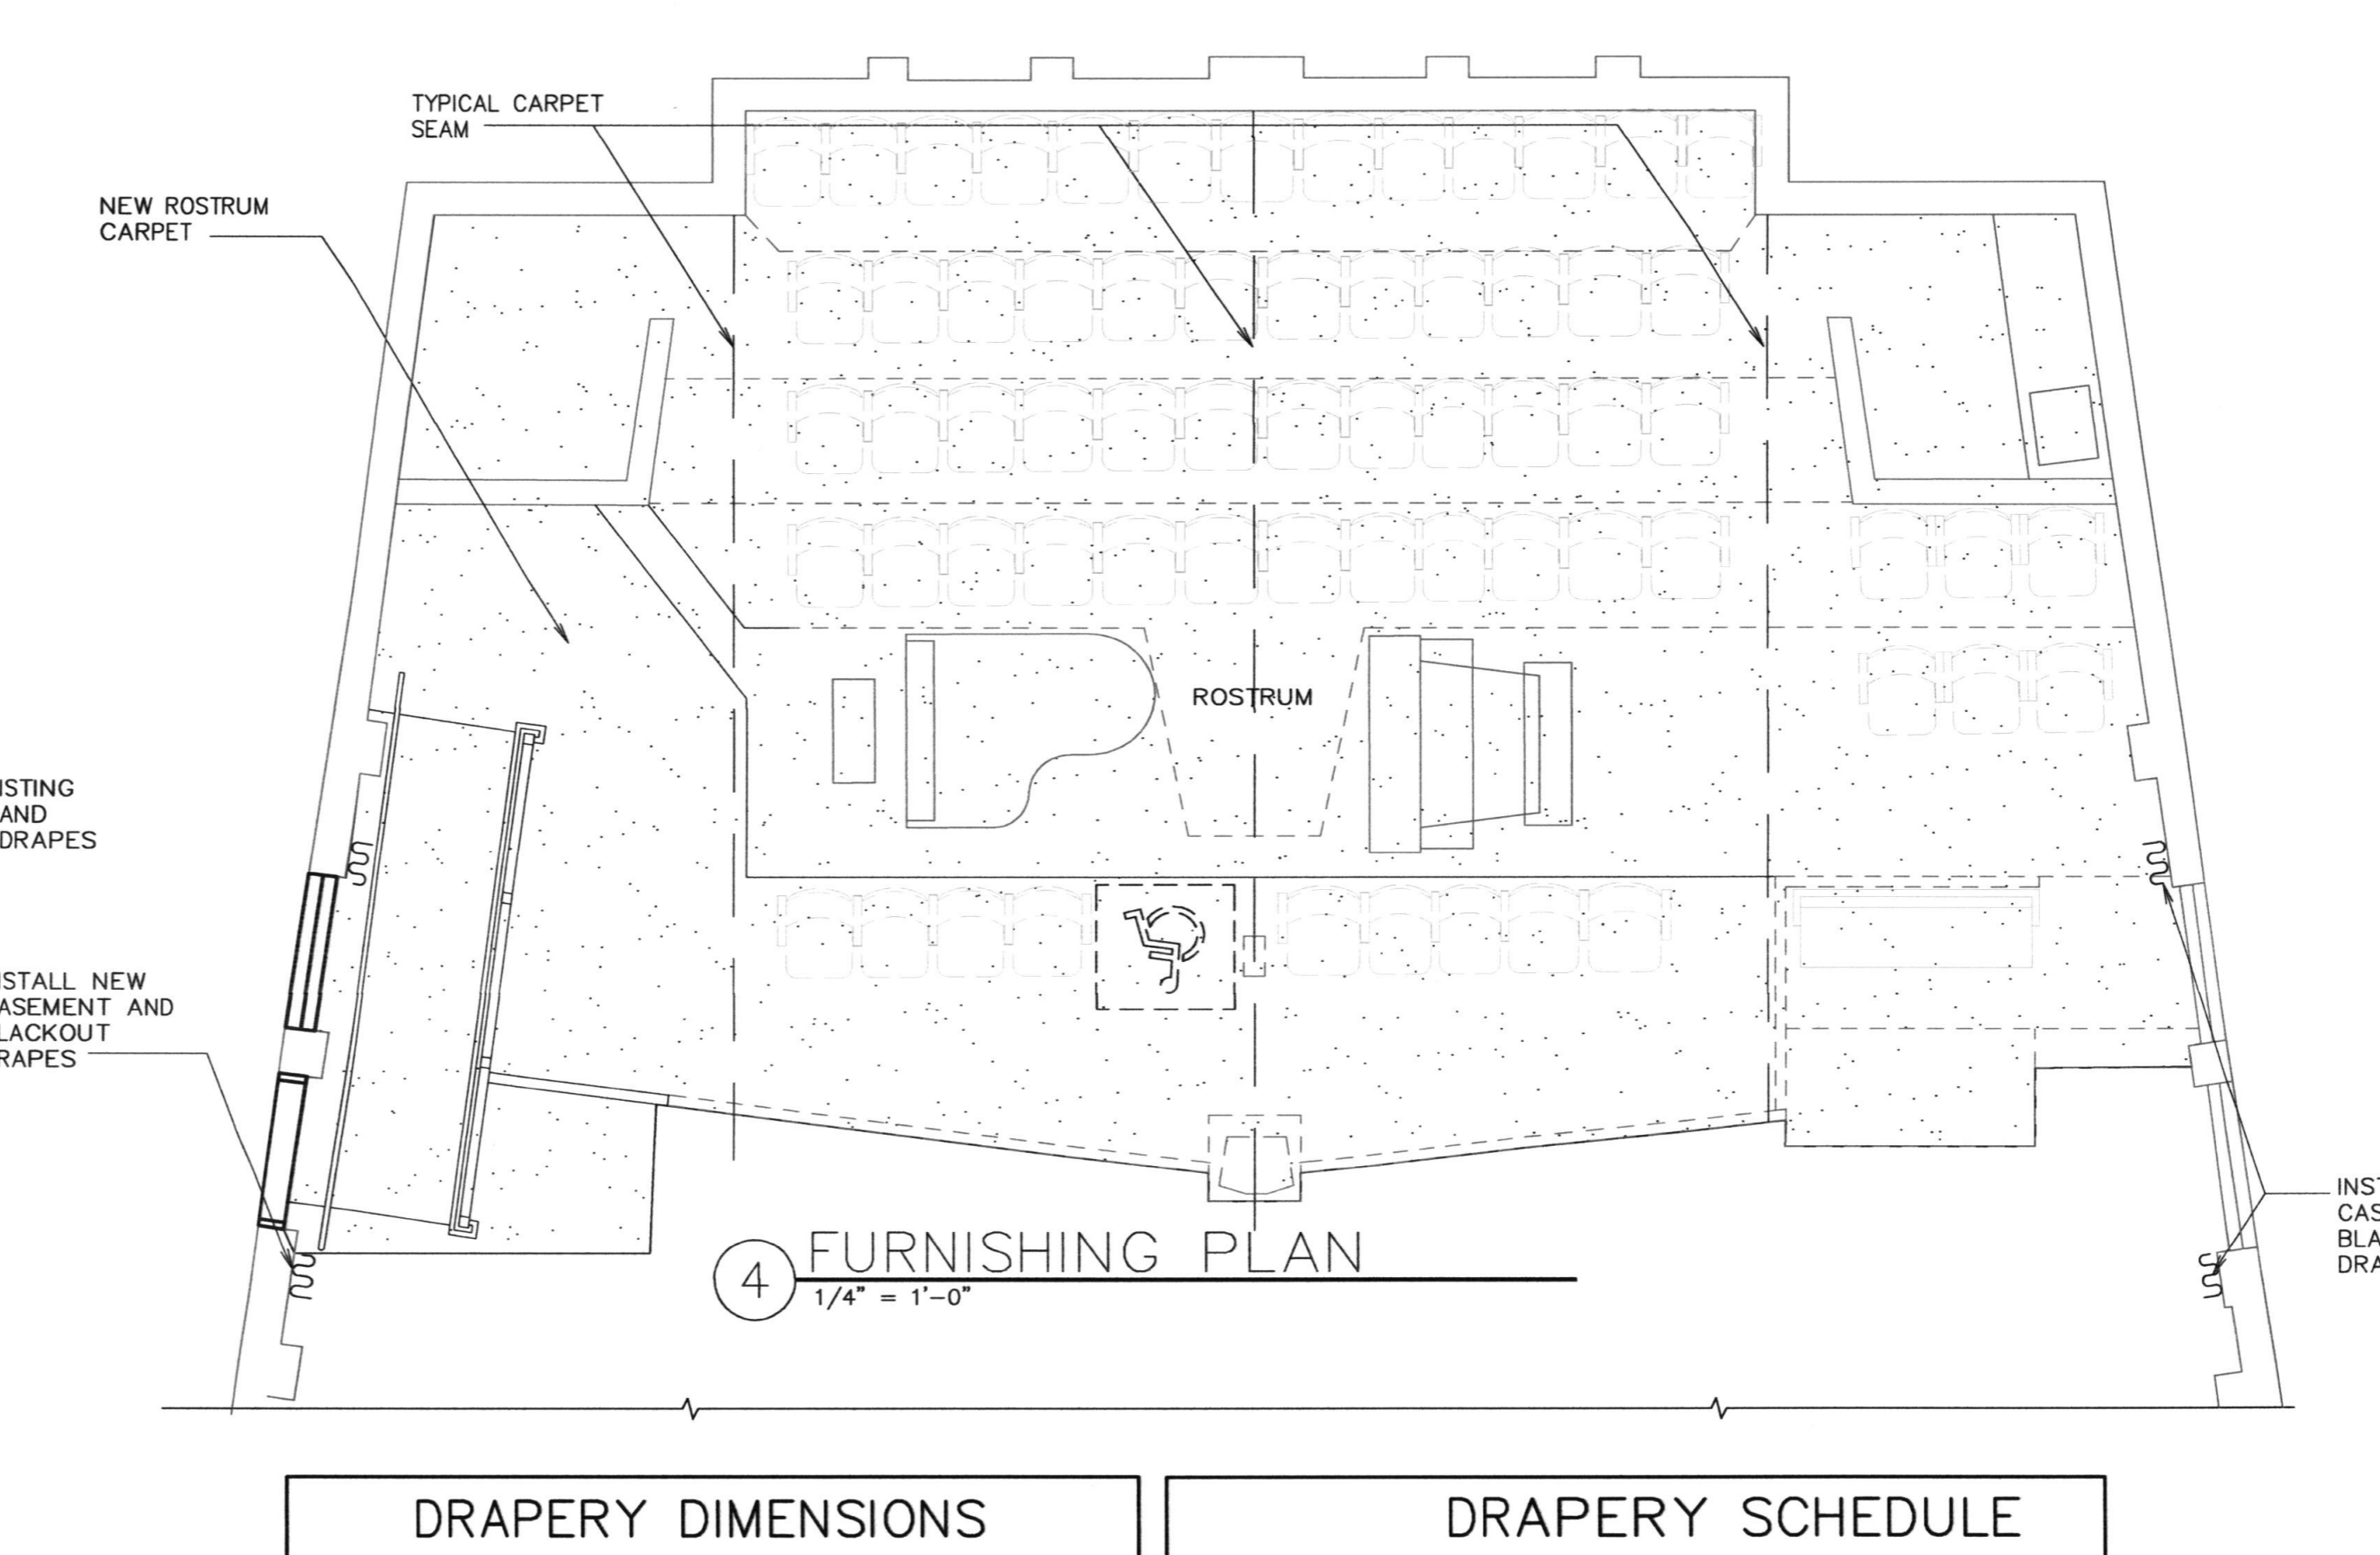 TYPICAL CARPET
SEAM
NEW ROSTRUM
CARPET
ROSTRUM
ISTING
AND
DRAPES
NSTALL NEW
ASEMENT AND
LACKOUT
RAPES
INST
CAS
BLA
DRA
4
FURNISHING PLAN
1/4" = 1'-0"
DRAPERY DIMENSIONS
DRAPERY SCHEDULE